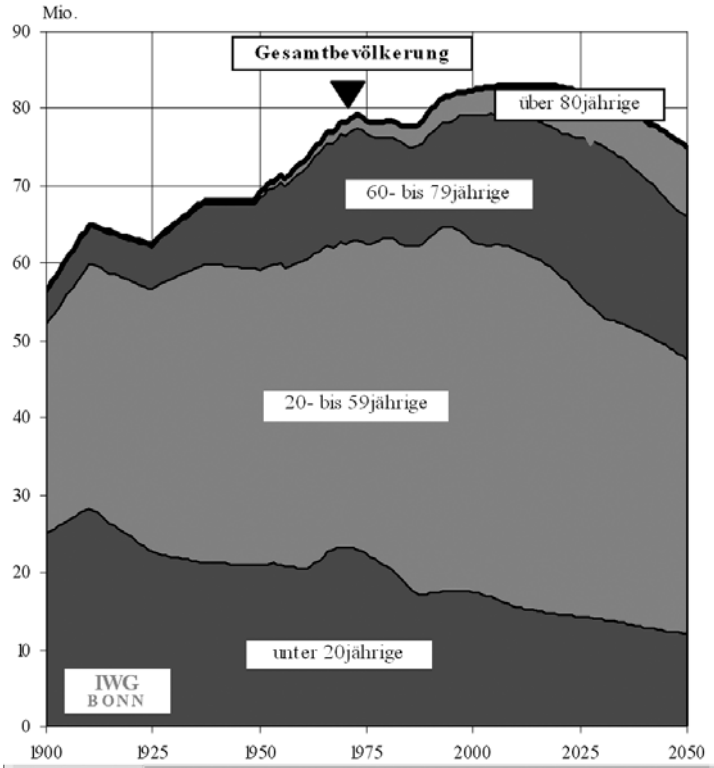 Mio.
90
Gesamtbevölkerung
80
über 80jährige
70
60- bis 79jährige
60
50
40
20- bis 59jährige
30
20
unter 20jährige
10
IWG
BONN
0
1900 1925 1950 1975 2000 2025 2050